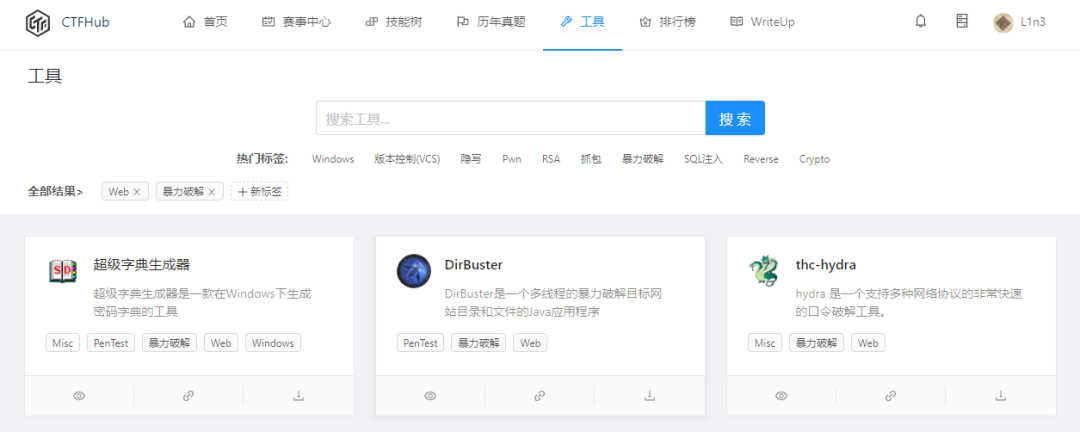 CTFHub 首页 赛事中心 技能树 历年真题 工具 排行榜 WriteUp L1n3
工具
搜索工具... 搜 索
热门标签: Windows 版本控制(VCS) 隐写 Pwn RSA 抓包 暴力破解 SQL注入 Reverse Crypto
全部结果> Web × 暴力破解 × + 新标签
超级字典生成器
超级字典生成器是一款在Windows下生成
密码字典的工具
Misc PenTest 暴力破解 Web Windows
DirBuster
DirBuster是一个多线程的暴力破解目标网
站目录和文件的Java应用程序
PenTest 暴力破解 Web
thc-hydra
hydra 是一个支持多种网络协议的非常快速
的口令破解工具。
Misc 暴力破解 Web